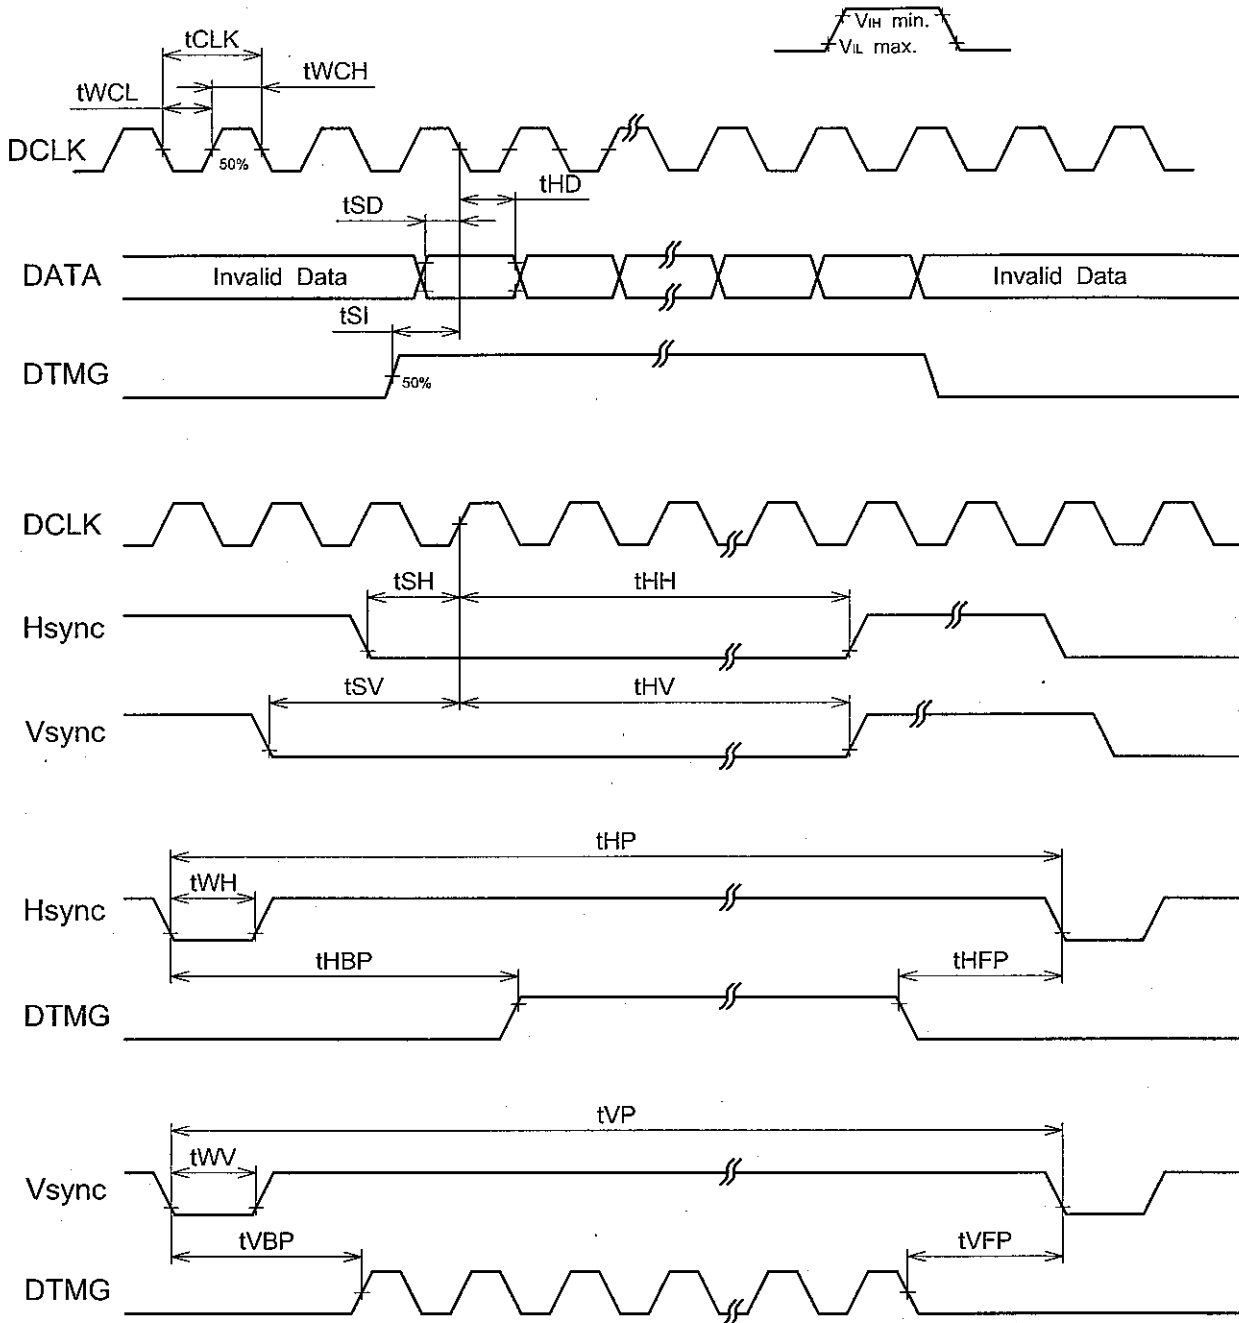 VIH min.
VIL max.
tCLK
tWCH
tWCL
DCLK
50%
tHD
tSD
DATA
Invalid Data
Invalid Data
tSI
DTMG
50%
DCLK
tSH
tHH
Hsync
tSV
tHV
Vsync
tHP
tWH
Hsync
tHBP
tHFP
DTMG
tVP
tWV
Vsync
tVBP
tVFP
DTMG